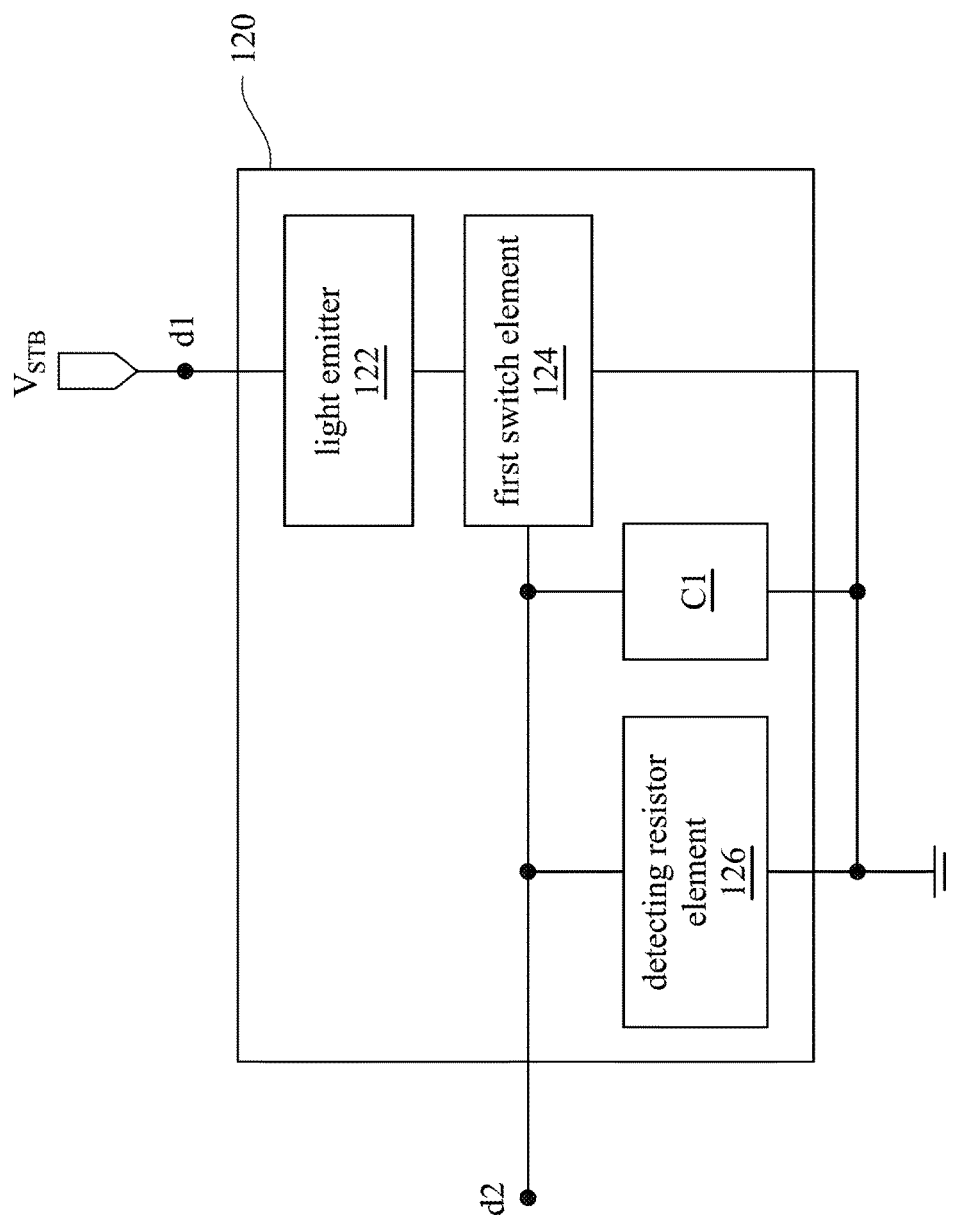 120
V_STB
d1
light emitter
122
first switch element
124
C1
detecting resistor
element
126
d2